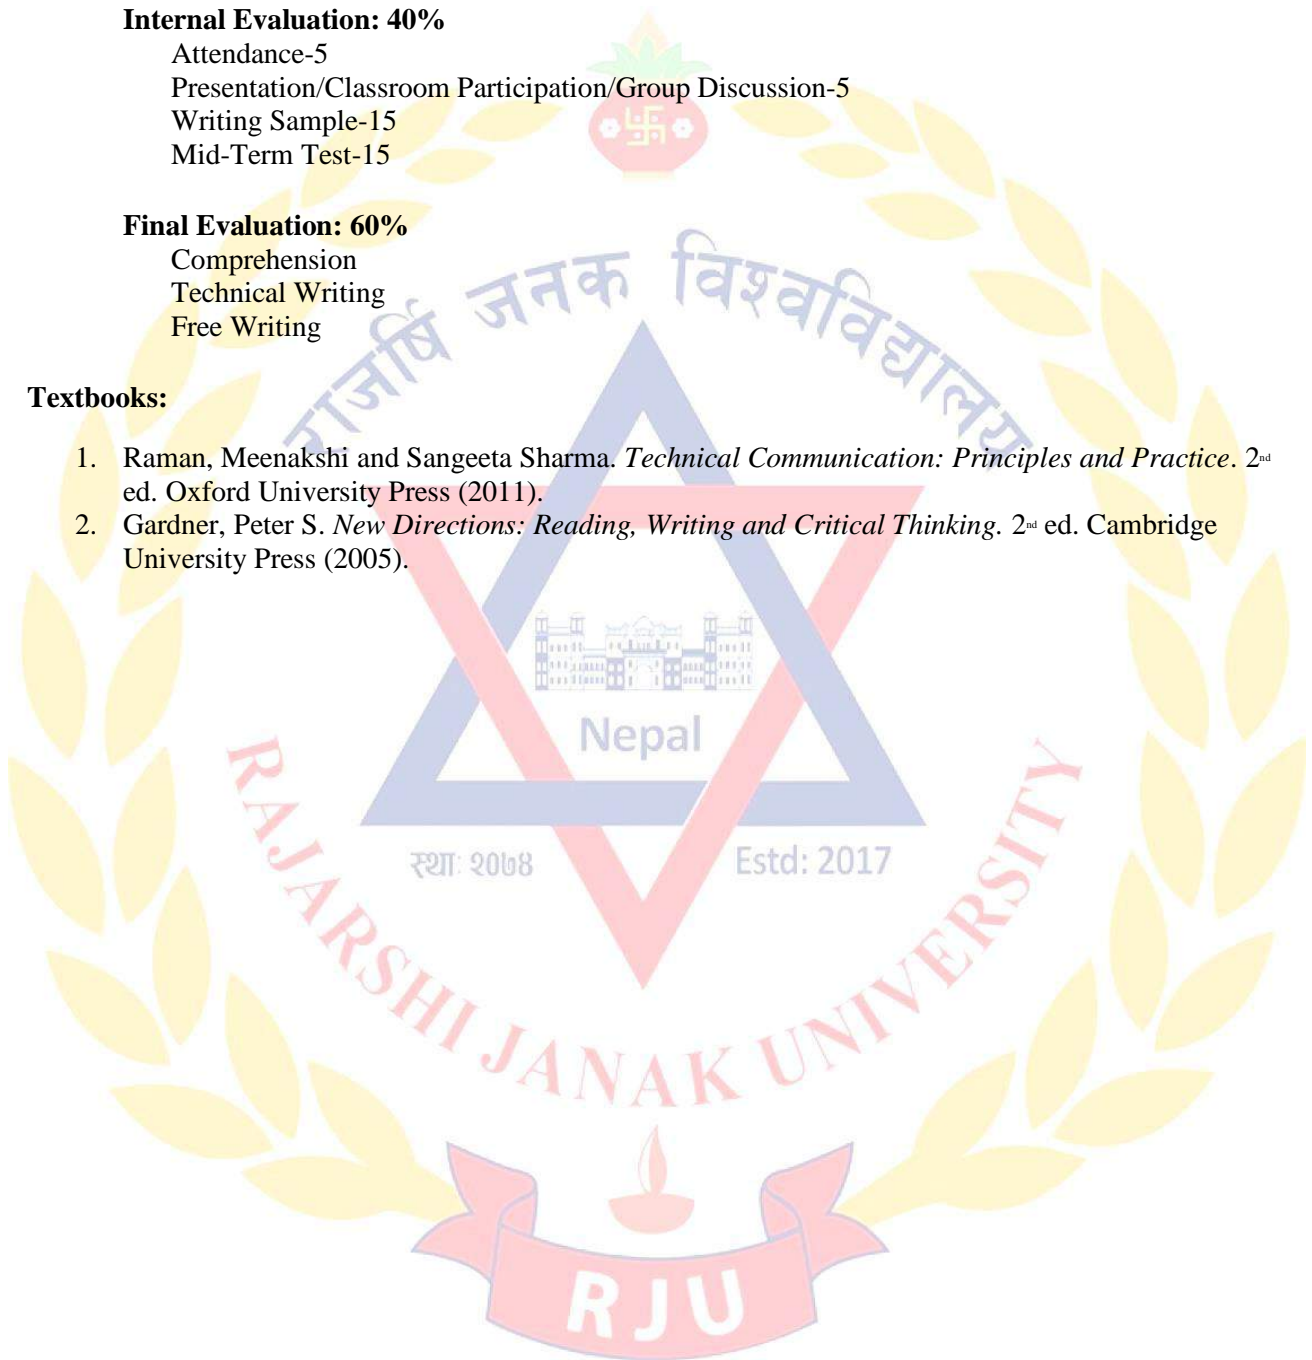 Internal Evaluation: 40%
Attendance-5
Presentation/Classroom Participation/Group Discussion-5
Writing Sample-15
Mid-Term Test-15
Final Evaluation: 60%
Comprehension
Technical Writing
Free Writing
राजर्षि जनक विश्वविद्यालय
Textbooks:
1. Raman, Meenakshi and Sangeeta Sharma. Technical Communication: Principles and Practice. 2nd
ed. Oxford University Press (2011).
2. Gardner, Peter S. New Directions: Reading, Writing and Critical Thinking. 2nd ed. Cambridge
University Press (2005).
Nepal
स्था: २०७४
Estd: 2017
RAJARSHI JANAK UNIVERSITY
RJU